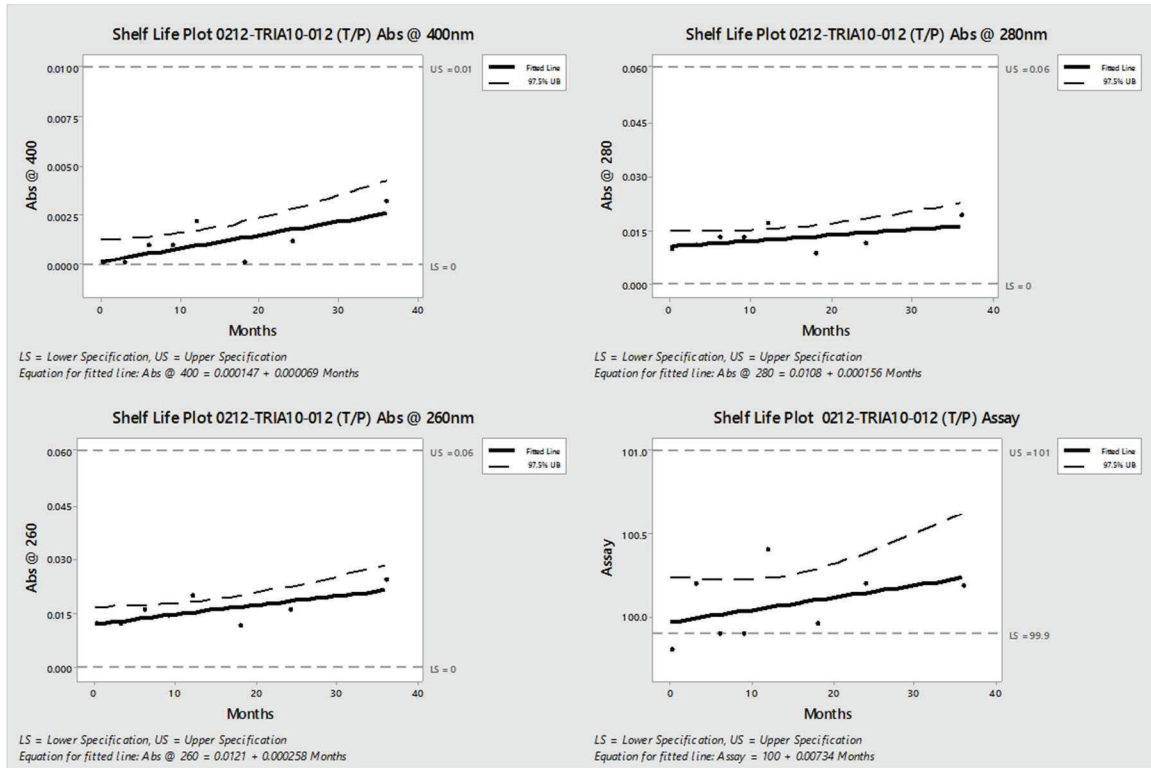 Shelf Life Plot 0212-TRIA10-012 (T/P) Abs @ 400nm
0.0100
0.0075
0.0050
0.0025
0.0000
Abs @ 400
US = 0.01
LS = 0
Fitted Line
97.5% UB
0 10 20 30 40
Months
LS = Lower Specification, US = Upper Specification
Equation for fitted line: Abs @ 400 = 0.000147 + 0.000069 Months
Shelf Life Plot 0212-TRIA10-012 (T/P) Abs @ 280nm
0.060
0.045
0.030
0.015
0.000
Abs @ 280
US = 0.06
LS = 0
Fitted Line
97.5% UB
0 10 20 30 40
Months
LS = Lower Specification, US = Upper Specification
Equation for fitted line: Abs @ 280 = 0.0108 + 0.000156 Months
Shelf Life Plot 0212-TRIA10-012 (T/P) Abs @ 260nm
0.060
0.045
0.030
0.015
0.000
Abs @ 260
US = 0.06
LS = 0
Fitted Line
97.5% UB
0 10 20 30 40
Months
LS = Lower Specification, US = Upper Specification
Equation for fitted line: Abs @ 260 = 0.0121 + 0.000258 Months
Shelf Life Plot 0212-TRIA10-012 (T/P) Assay
101.0
100.5
100.0
Assay
US = 101
LS = 99.9
Fitted Line
97.5% UB
0 10 20 30 40
Months
LS = Lower Specification, US = Upper Specification
Equation for fitted line: Assay = 100 + 0.00734 Months